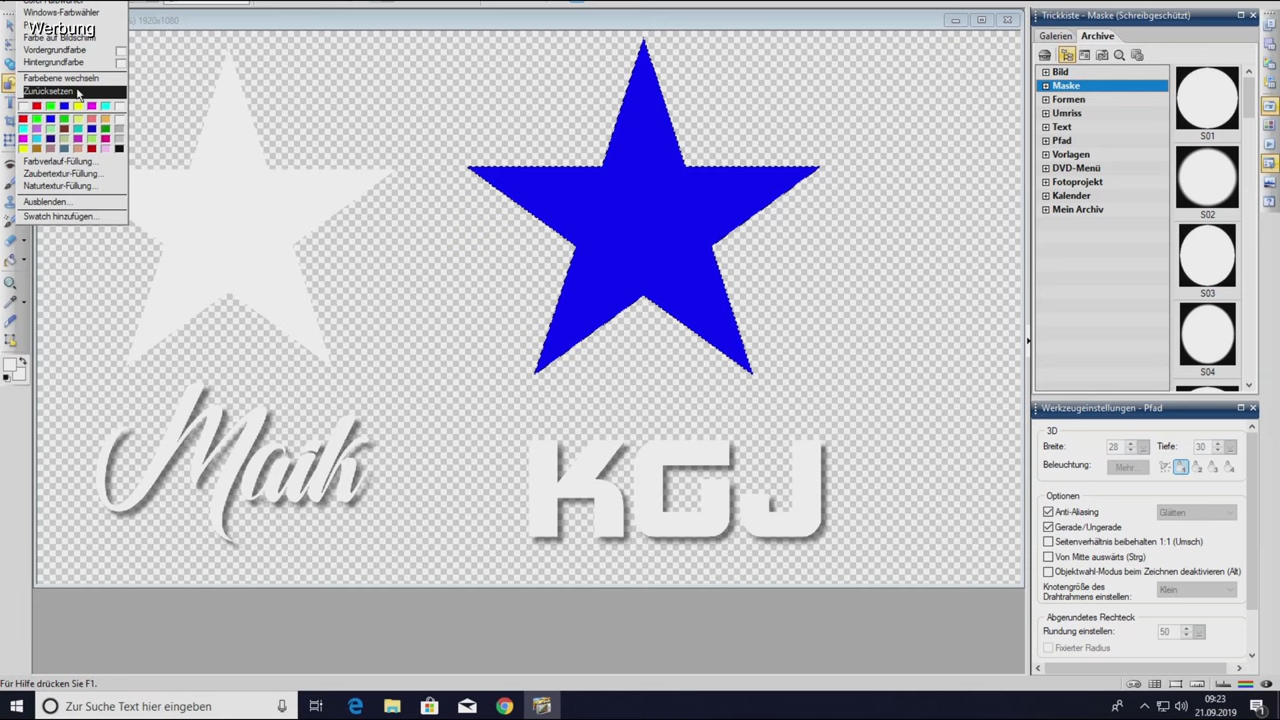 Windows-Farbwähler
Werbung
Farbe auf Bildschirm
Vordergrundfarbe
Hintergrundfarbe
Farbebene wechseln
Zurücksetzen
Farbverlauf-Füllung...
Zaubertextur-Füllung...
Naturtextur-Füllung...
Ausblenden...
Swatch hinzufügen...
1920x1080
Maik
KGJ
Trickkiste - Maske (Schreibgeschützt)
Galerien Archive
Bild
Maske
Formen
Umriss
Text
Pfad
Vorlagen
DVD-Menü
Fotoprojekt
Kalender
Mein Archiv
S01
S02
S03
S04
Werkzeugeinstellungen - Pfad
3D
Breite: 28 Tiefe: 30
Beleuchtung: Mehr...
Optionen
Anti-Aliasing Glätten
Gerade/Ungerade
Seitenverhältnis beibehalten 1:1 (Umsch)
Von Mitte auswärts (Strg)
Objektwahl-Modus beim Zeichnen deaktivieren (Alt)
Knotengröße des
Drahtrahmens einstellen: Klein
Abgerundetes Rechteck
Rundung einstellen: 50
Fixierter Radius
Für Hilfe drücken Sie F1.
Zur Suche Text hier eingeben
09:23
21.09.2019